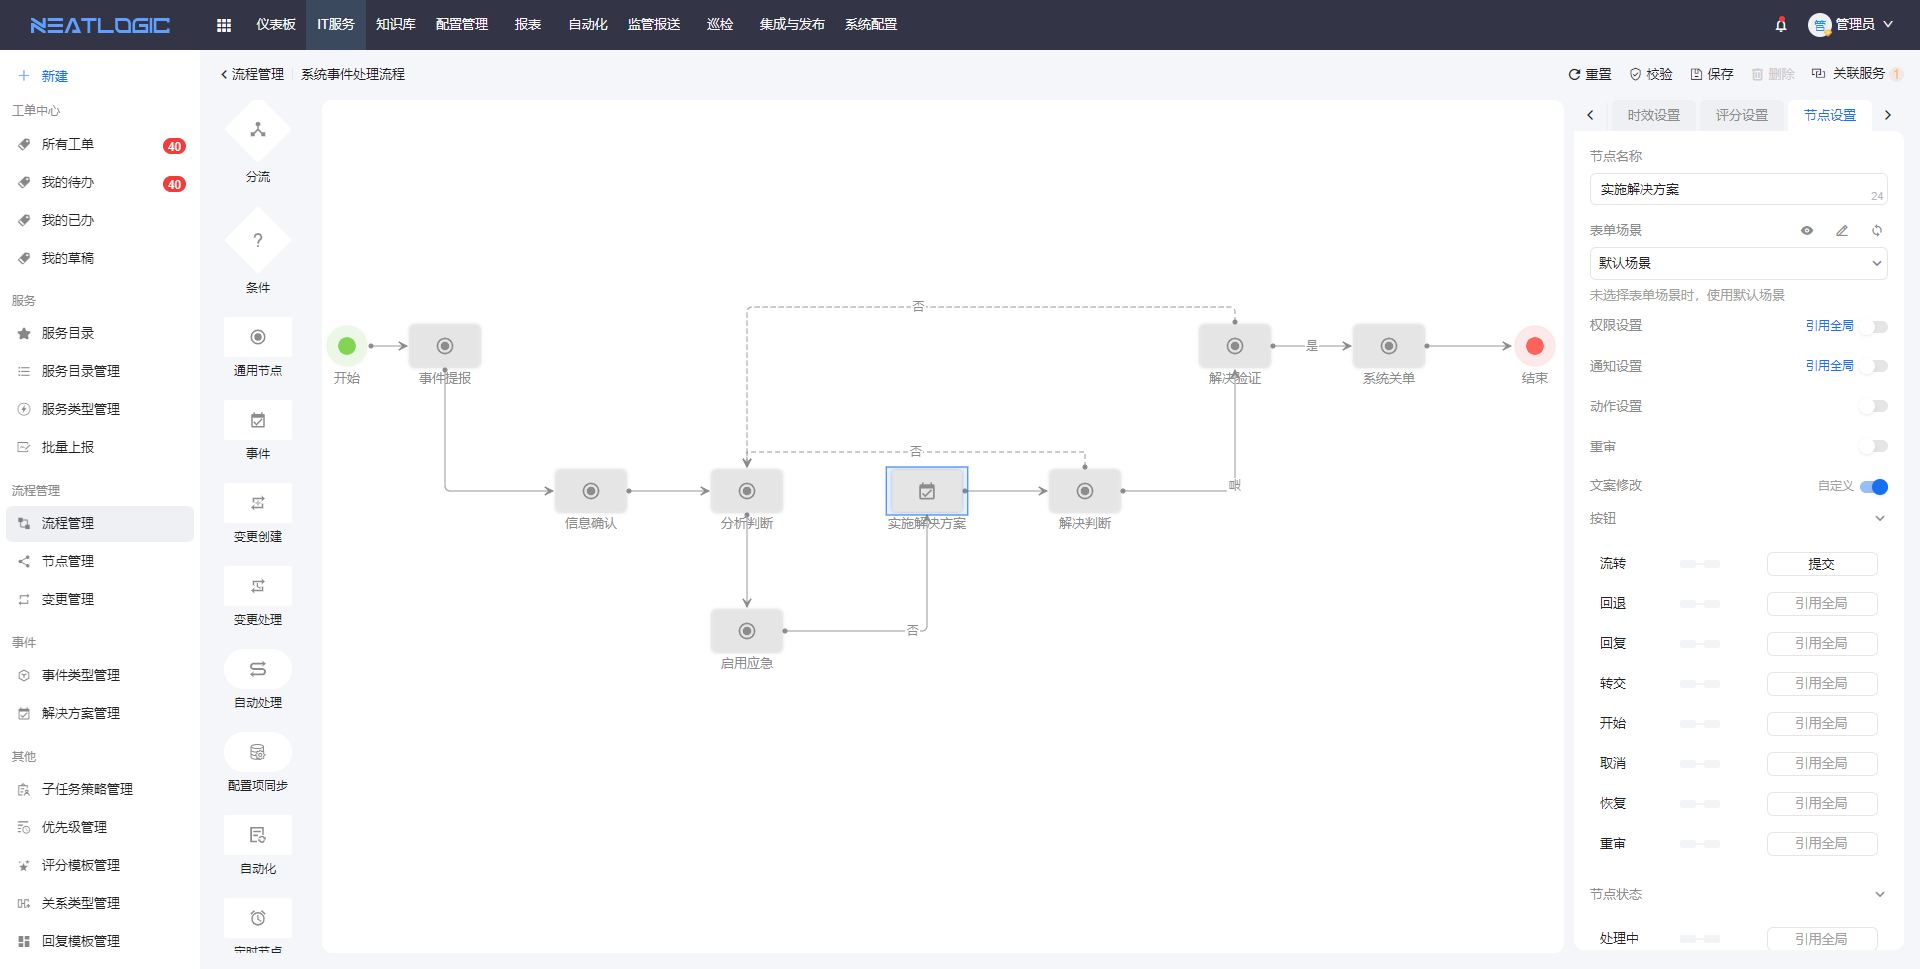 NEATLOGIC
仪表板
IT服务
知识库
配置管理
报表
自动化
监管报送
巡检
集成与发布
系统配置
管
管理员
新建
工单中心
所有工单
40
我的待办
40
我的已办
我的草稿
服务
服务目录
服务目录管理
服务类型管理
批量上报
流程管理
流程管理
节点管理
变更管理
事件
事件类型管理
解决方案管理
其他
子任务策略管理
优先级管理
评分模板管理
关系类型管理
回复模板管理
流程管理
系统事件处理流程
重置
校验
保存
删除
关联服务
1
分流
?
条件
通用节点
事件
变更创建
变更处理
自动处理
配置项同步
自动化
定时节点
否
开始
事件提报
解决验证
是
系统关单
结束
否
信息确认
分析判断
实施解决方案
解决判断
是
否
启用应急
时效设置
评分设置
节点设置
节点名称
实施解决方案
24
表单场景
默认场景
未选择表单场景时，使用默认场景
权限设置
引用全局
通知设置
引用全局
动作设置
重审
文案修改
自定义
按钮
流转
提交
回退
引用全局
回复
引用全局
转交
引用全局
开始
引用全局
取消
引用全局
恢复
引用全局
重审
引用全局
节点状态
处理中
引用全局